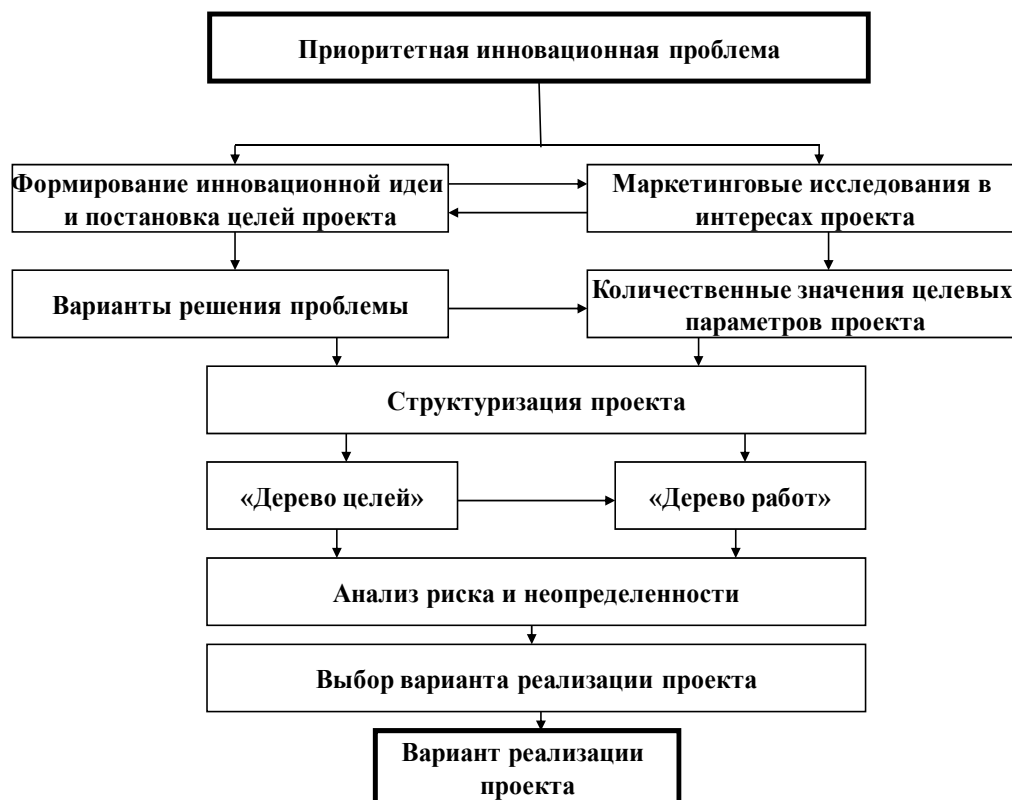 Приоритетная инновационная проблема
Формирование инновационной идеи
и постановка целей проекта
Маркетинговые исследования в
интересах проекта
Варианты решения проблемы
Количественные значения целевых
параметров проекта
Структуризация проекта
«Дерево целей»
«Дерево работ»
Анализ риска и неопределенности
Выбор варианта реализации проекта
Вариант реализации
проекта